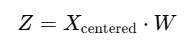 Z = X_centered · W